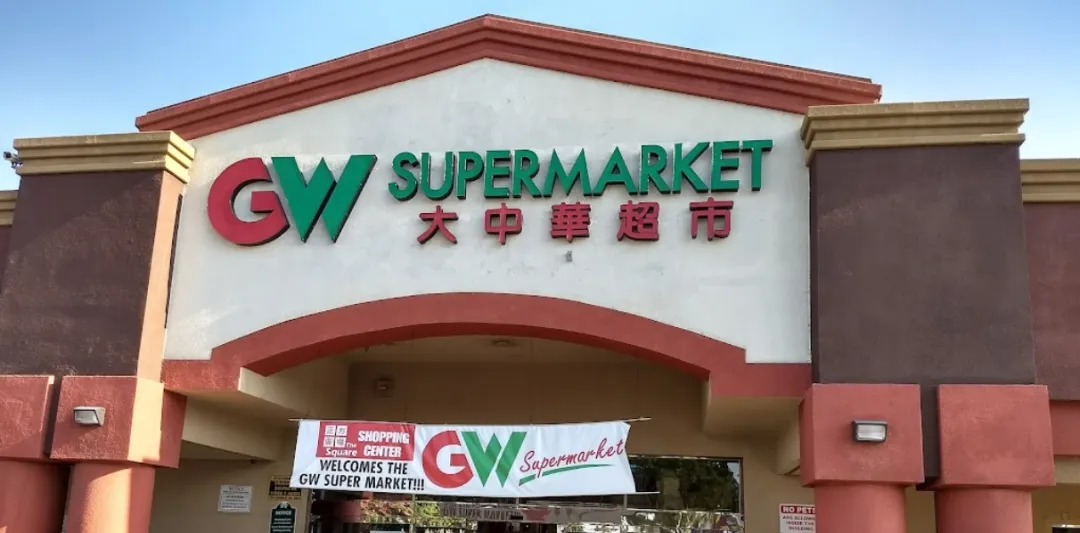 GW SUPERMARKET
大中華超市
The Square
SHOPPING CENTER
WELCOMES THE
GW SUPER MARKET!!!
GW Supermarket
NOTICE
NO PETS